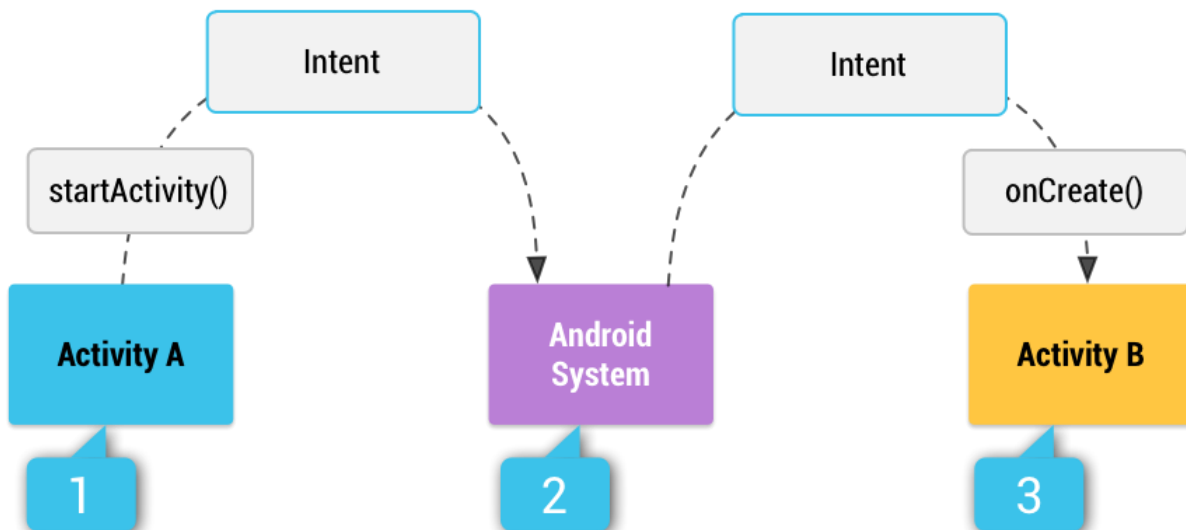 Intent
Intent
startActivity()
onCreate()
Activity A
Android
System
Activity B
1
2
3